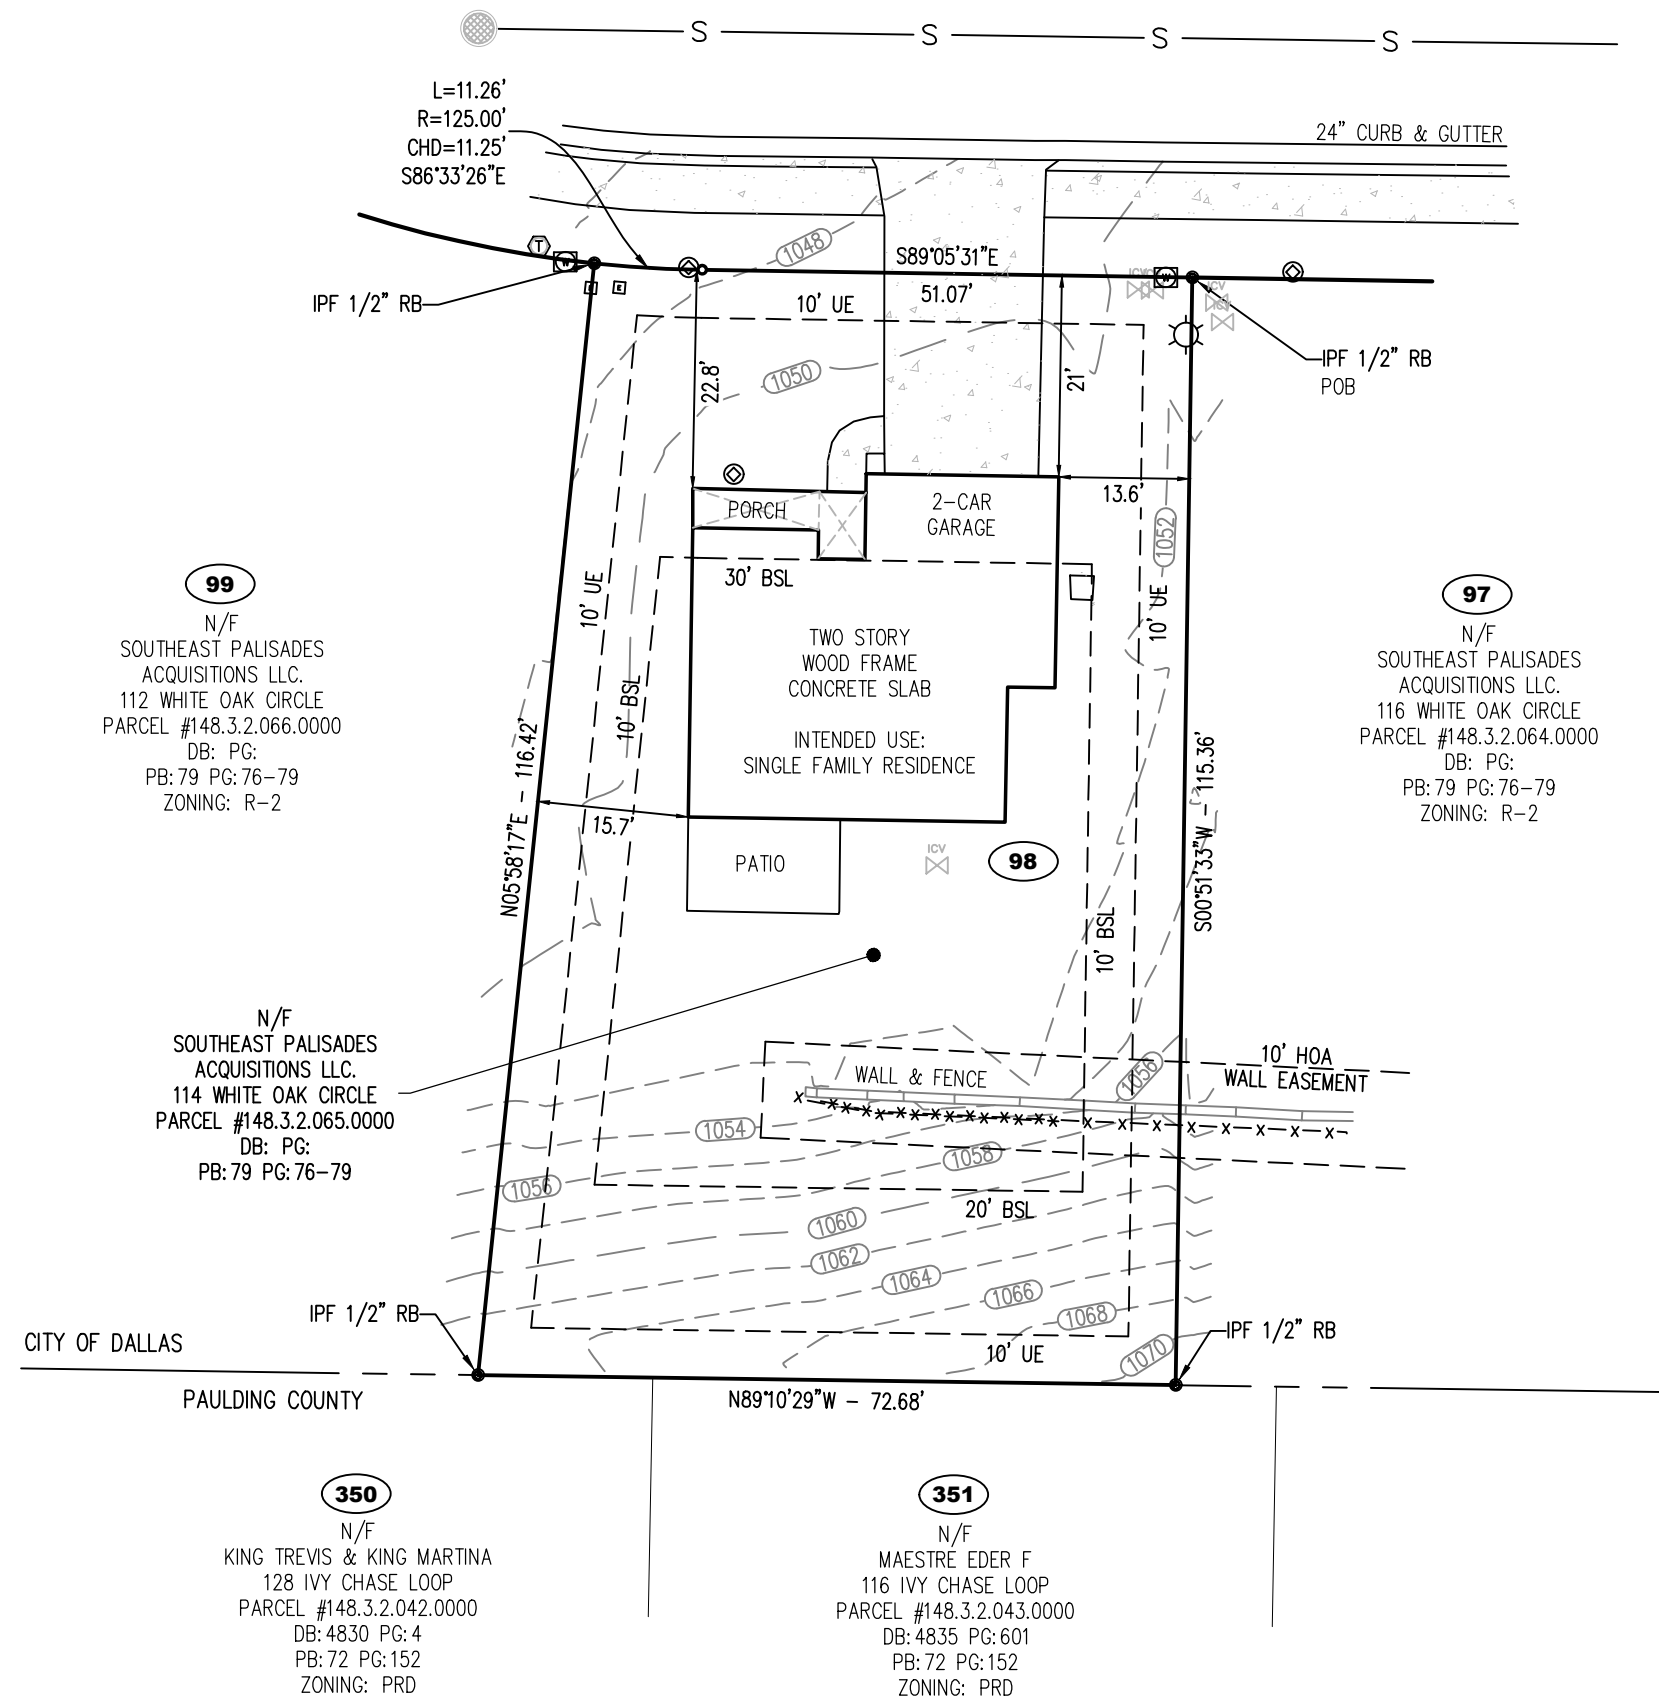 S S S S
L=11.26'
R=125.00'
CHD=11.25'
S86°33'26"E
24" CURB & GUTTER
1048
T
W
S89°05'31"E
51.07'
W
ICV
ICV
IPF 1/2" RB
E
10' UE
IPF 1/2" RB
POB
1050
22.8'
21'
13.6'
PORCH
2-CAR
GARAGE
1052
30' BSL
10' UE
10' UE
99
N/F
SOUTHEAST PALISADES
ACQUISITIONS LLC.
112 WHITE OAK CIRCLE
PARCEL #148.3.2.066.0000
DB: PG:
PB:79 PG:76-79
ZONING: R-2
TWO STORY
WOOD FRAME
CONCRETE SLAB
INTENDED USE:
SINGLE FAMILY RESIDENCE
97
N/F
SOUTHEAST PALISADES
ACQUISITIONS LLC.
116 WHITE OAK CIRCLE
PARCEL #148.3.2.064.0000
DB: PG:
PB:79 PG:76-79
ZONING: R-2
10' BSL
N05°58'17"E - 116.42'
15.7'
PATIO
ICV
98
S00°51'33"W - 115.36'
10' BSL
N/F
SOUTHEAST PALISADES
ACQUISITIONS LLC.
114 WHITE OAK CIRCLE
PARCEL #148.3.2.065.0000
DB: PG:
PB:79 PG:76-79
10' HOA
WALL EASEMENT
WALL & FENCE
1056
1054
1058
1056
20' BSL
1060
1062
1064
1066
1068
1070
10' UE
IPF 1/2" RB
IPF 1/2" RB
CITY OF DALLAS
PAULDING COUNTY
N89°10'29"W - 72.68'
350
N/F
KING TREVIS & KING MARTINA
128 IVY CHASE LOOP
PARCEL #148.3.2.042.0000
DB:4830 PG:4
PB:72 PG:152
ZONING: PRD
351
N/F
MAESTRE EDER F
116 IVY CHASE LOOP
PARCEL #148.3.2.043.0000
DB:4835 PG:601
PB:72 PG:152
ZONING: PRD